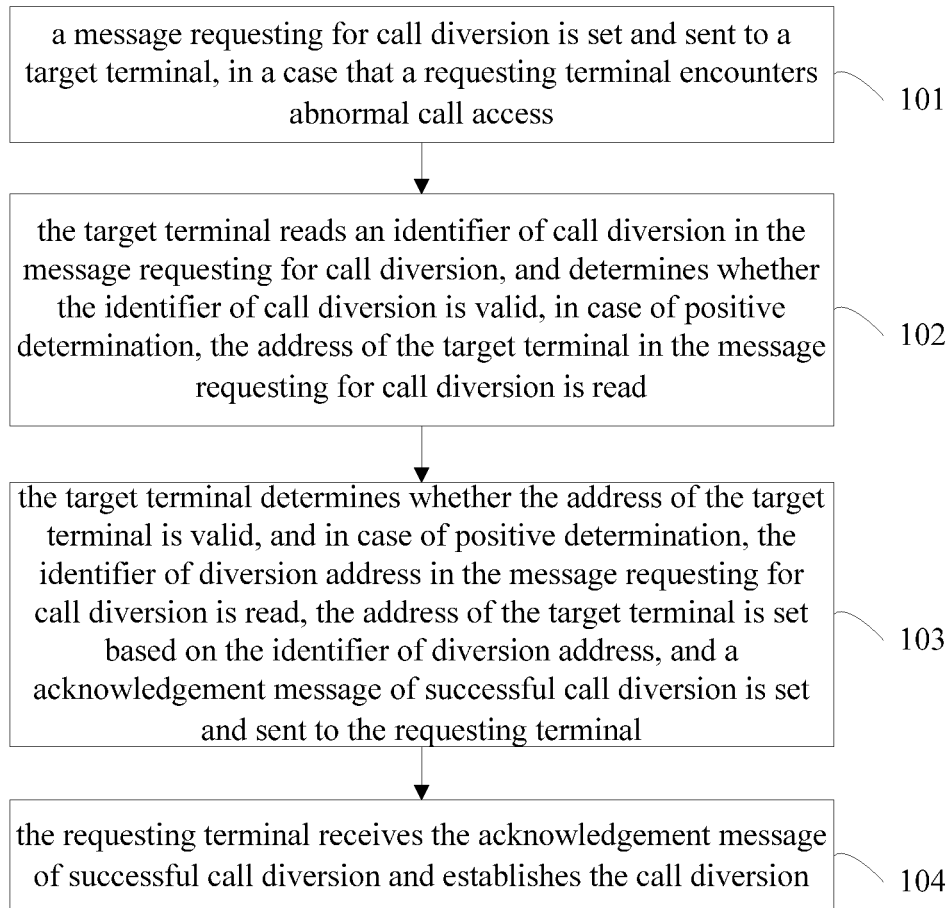 a message requesting for call diversion is set and sent to a
target terminal, in a case that a requesting terminal encounters
abnormal call access
101
the target terminal reads an identifier of call diversion in the
message requesting for call diversion, and determines whether
the identifier of call diversion is valid, in case of positive
determination, the address of the target terminal in the message
requesting for call diversion is read
102
the target terminal determines whether the address of the target
terminal is valid, and in case of positive determination, the
identifier of diversion address in the message requesting for
call diversion is read, the address of the target terminal is set
based on the identifier of diversion address, and a
acknowledgement message of successful call diversion is set
and sent to the requesting terminal
103
the requesting terminal receives the acknowledgement message
of successful call diversion and establishes the call diversion
104